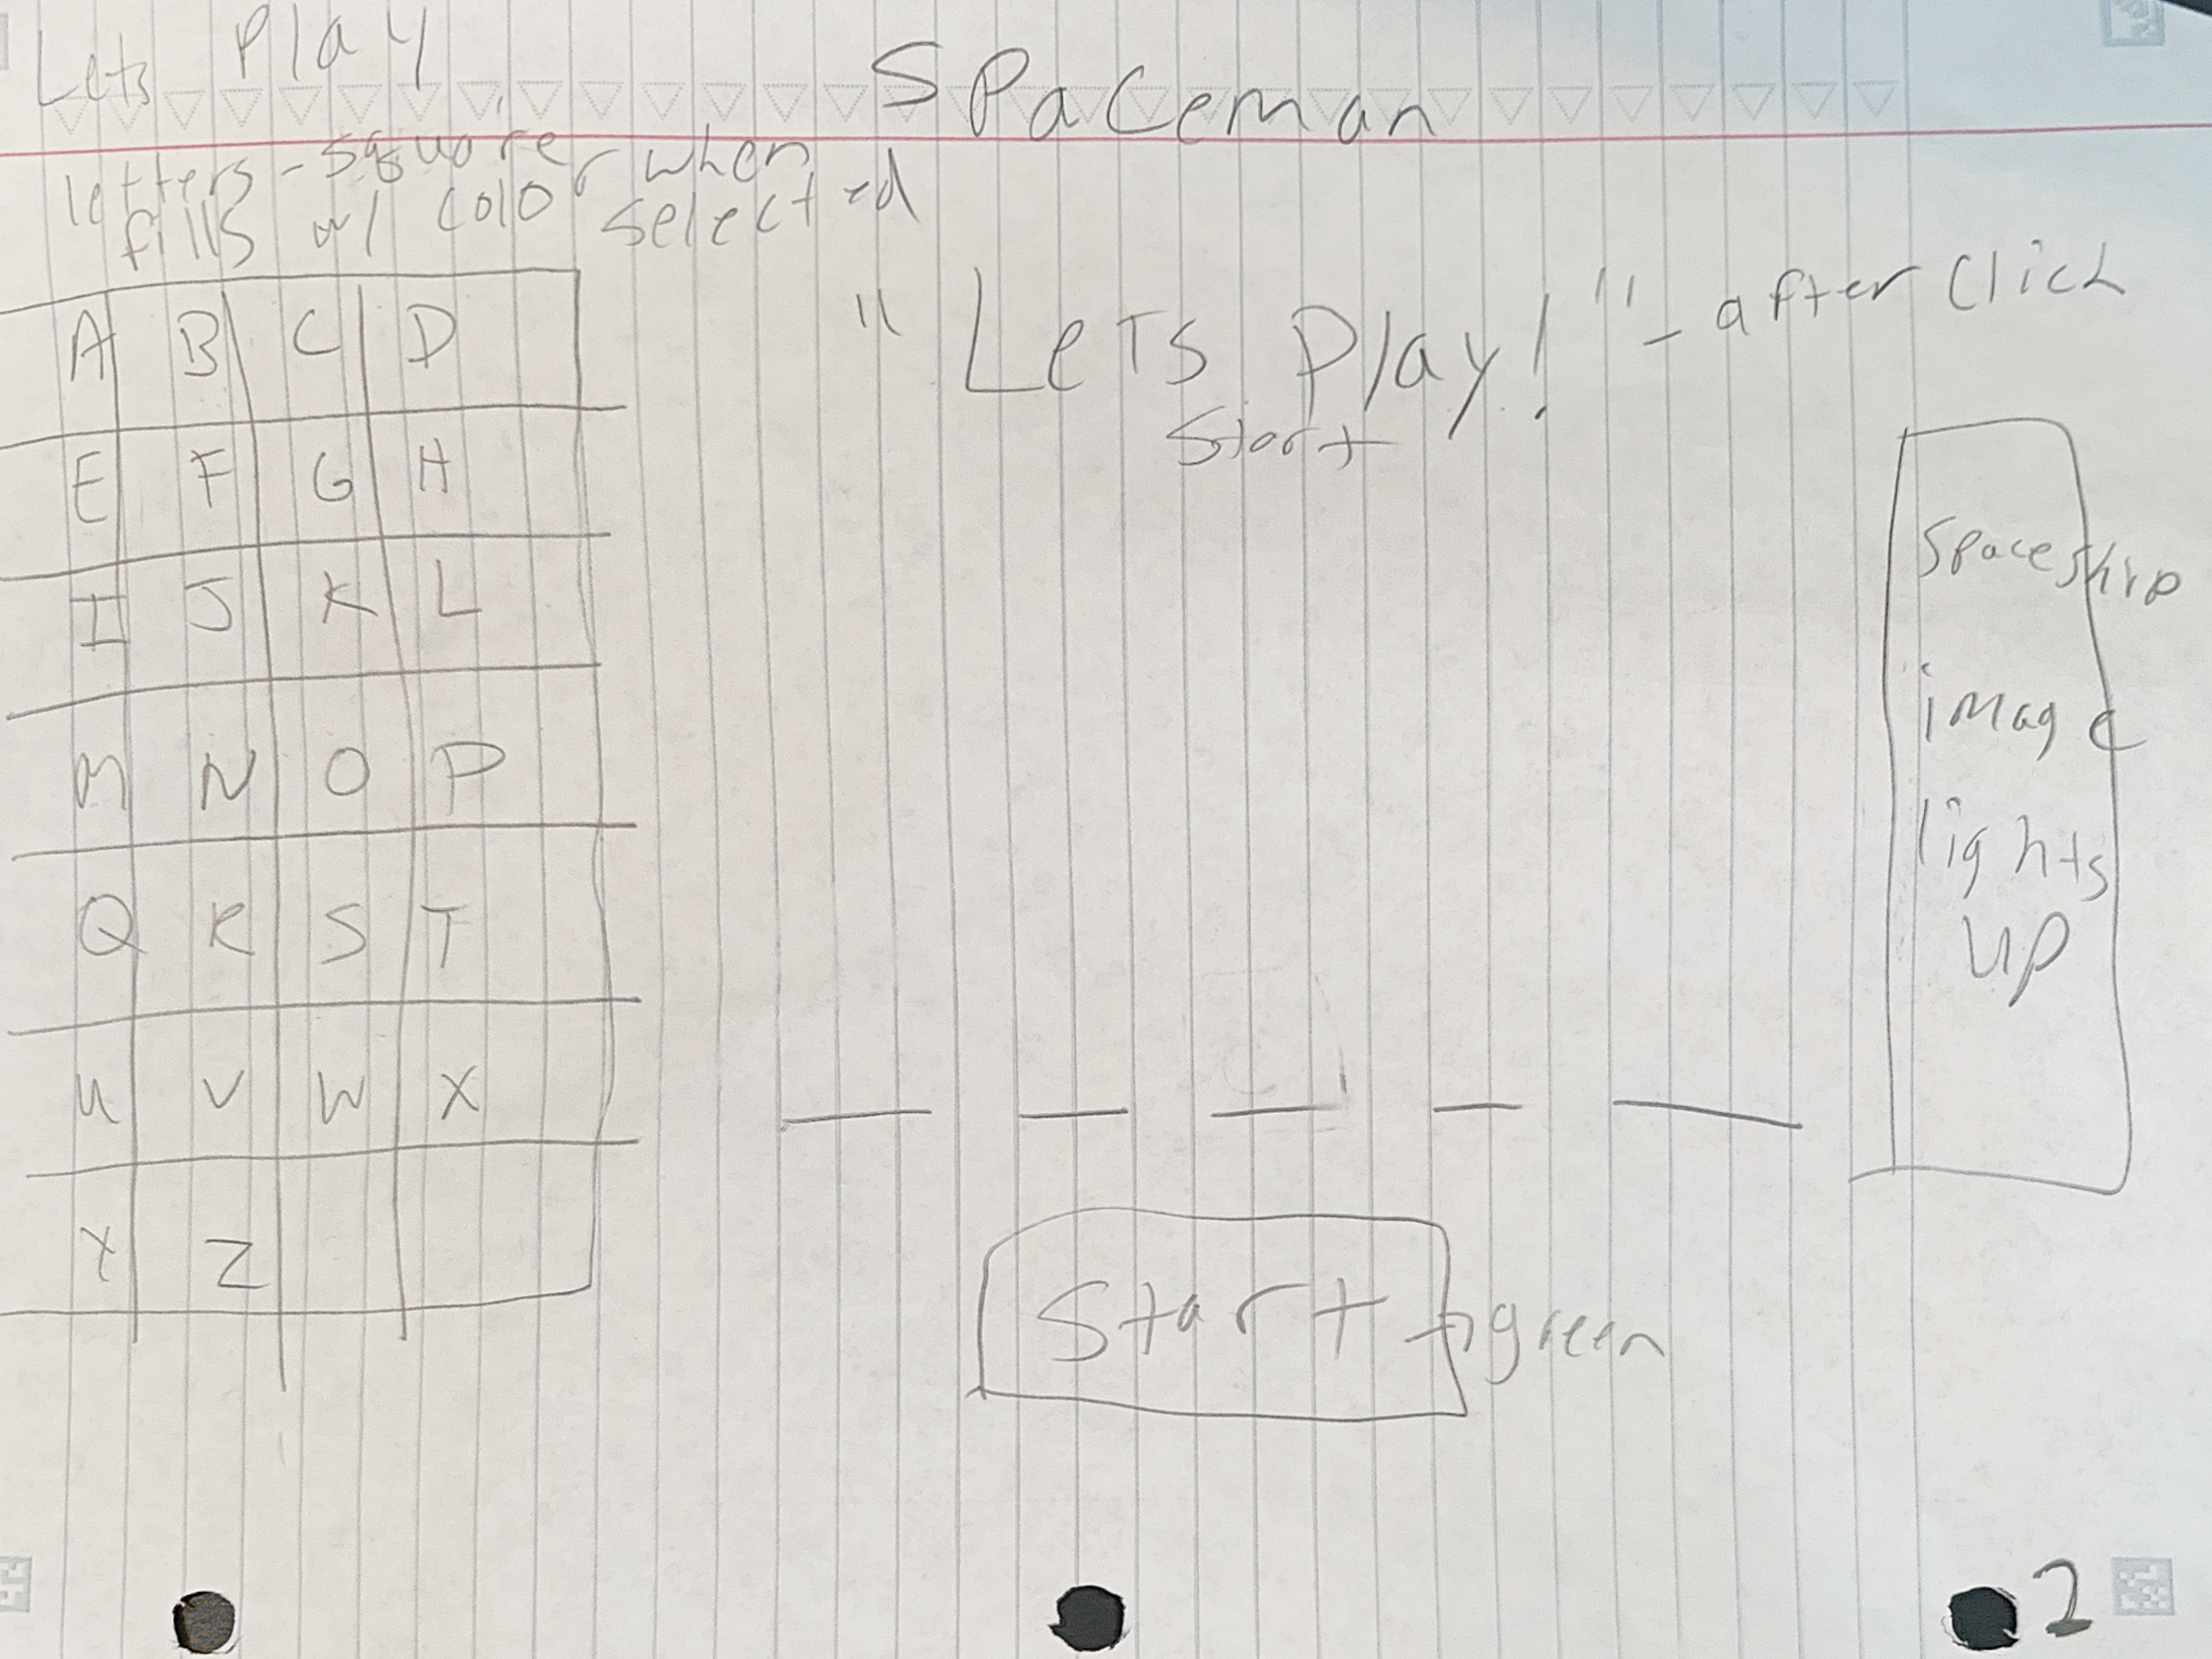 Lets Play
SPaceman
letters - square when
fills w/ color selected
"Lets Play!" - after click
Start
A B C D
E F G H
I J K L
M N O P
Q R S T
U V W X
Y Z
Spaceship
image
lights
up
Start → green
2